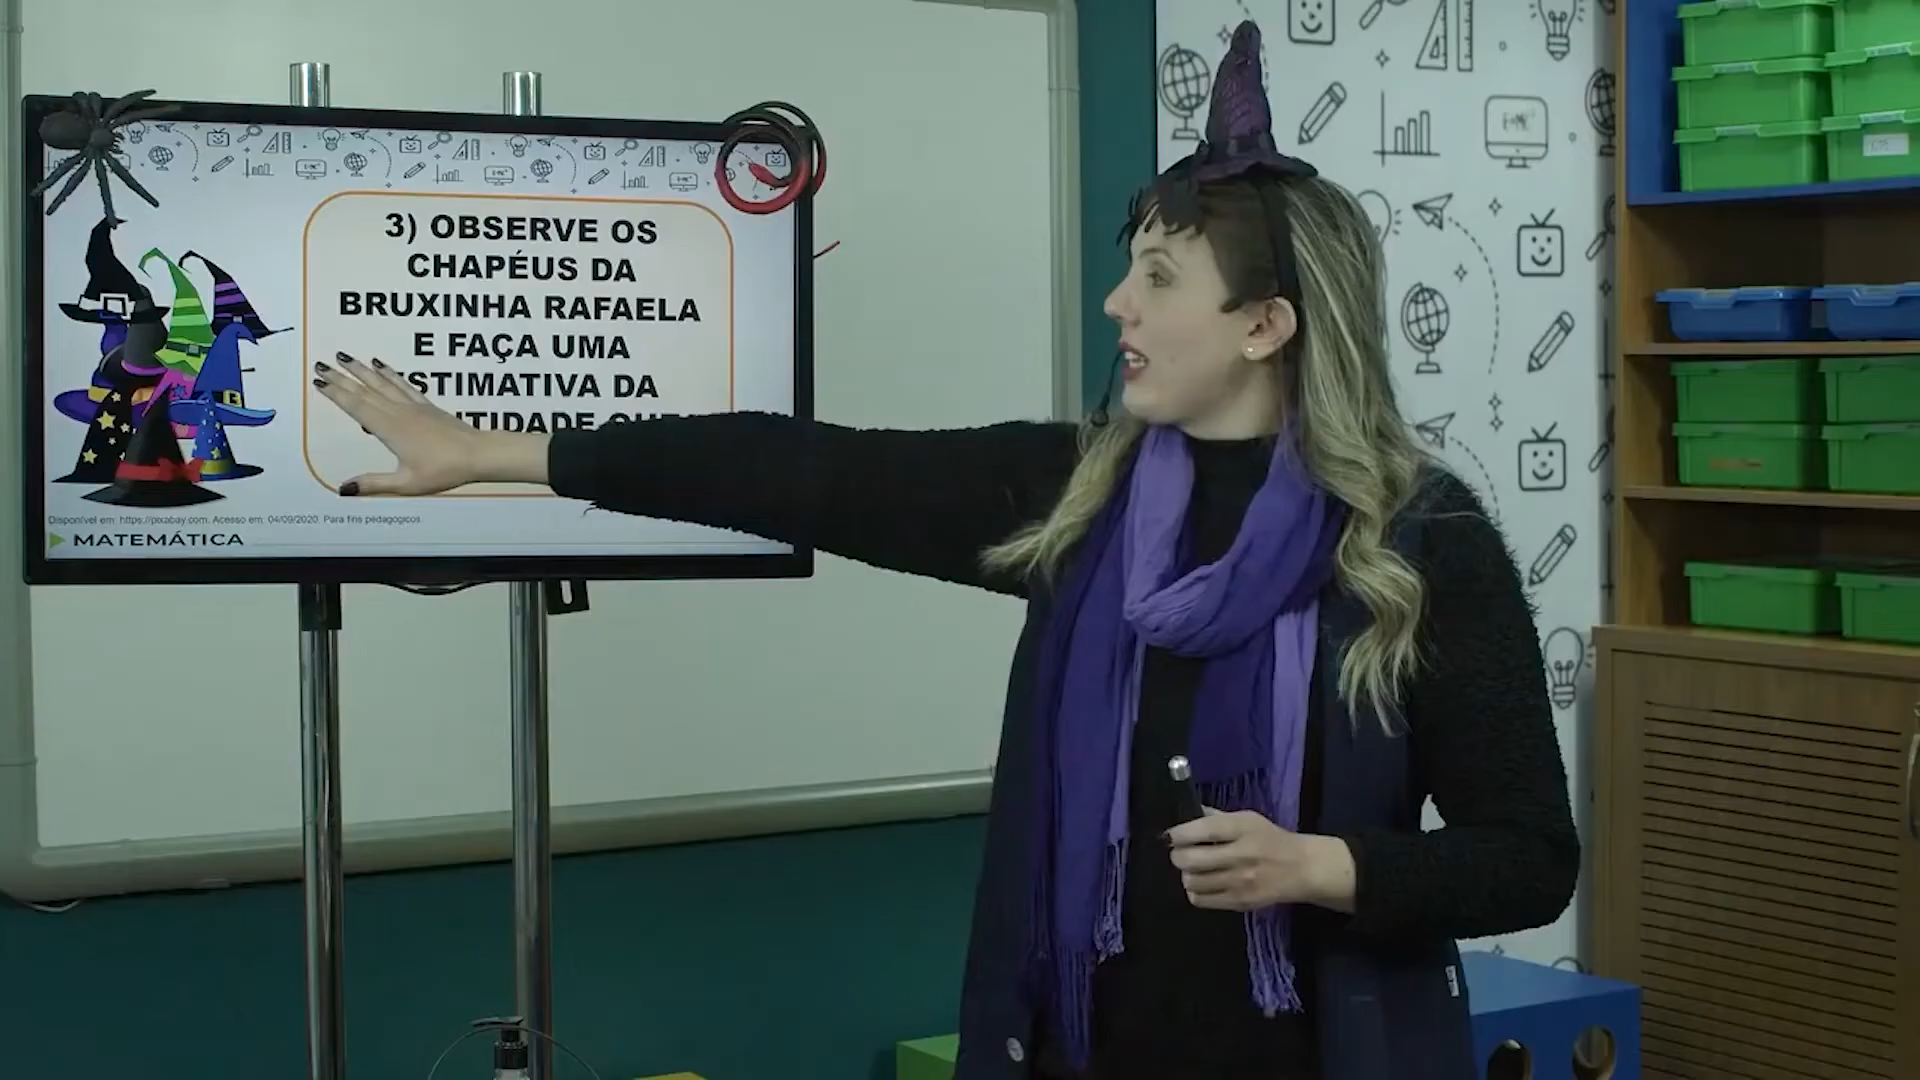 3) OBSERVE OS
CHAPÉUS DA
BRUXINHA RAFAELA
E FAÇA UMA
ESTIMATIVA DA
Disponível em: https://pixabay.com. Acesso em: 04/09/2020. Para fins pedagógicos.
MATEMÁTICA